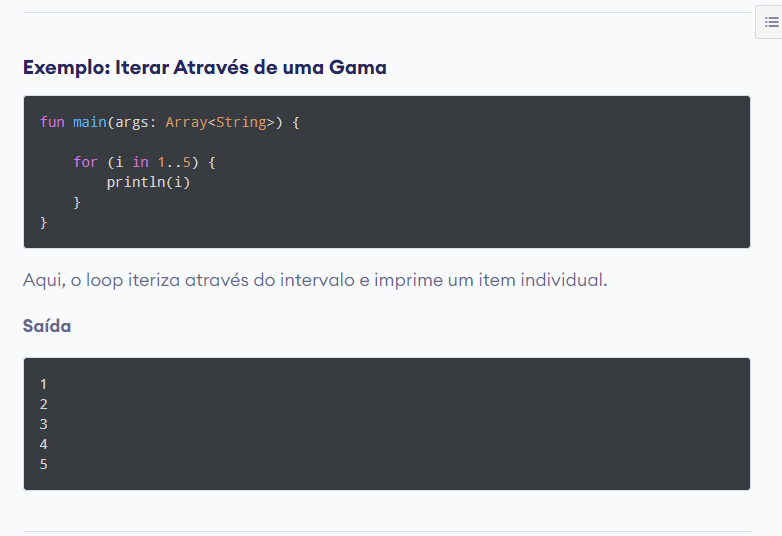 Exemplo: Iterar Através de uma Gama
fun main(args: Array<String>) {
    for (i in 1..5) {
        println(i)
    }
}
Aqui, o loop iteriza através do intervalo e imprime um item individual.
Saída
1
2
3
4
5